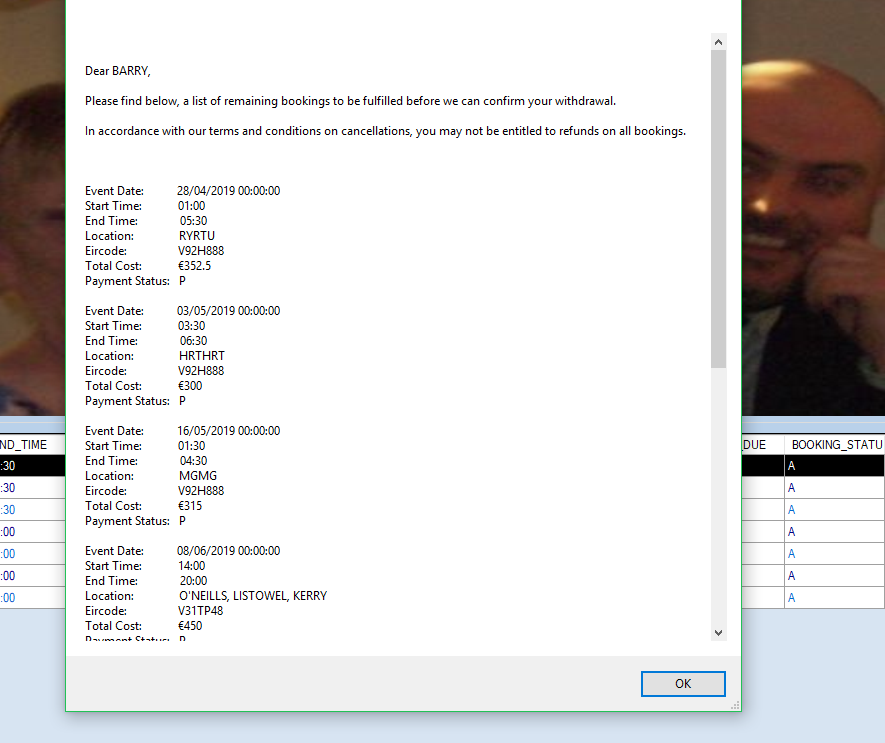 Dear BARRY,
Please find below, a list of remaining bookings to be fulfilled before we can confirm your withdrawal.
In accordance with our terms and conditions on cancellations, you may not be entitled to refunds on all bookings.
Event Date: 28/04/2019 00:00:00
Start Time: 01:00
End Time: 05:30
Location: RYRTU
Eircode: V92H888
Total Cost: €352.5
Payment Status: P
Event Date: 03/05/2019 00:00:00
Start Time: 03:30
End Time: 06:30
Location: HRTHRT
Eircode: V92H888
Total Cost: €300
Payment Status: P
Event Date: 16/05/2019 00:00:00
Start Time: 01:30
End Time: 04:30
Location: MGMG
Eircode: V92H888
Total Cost: €315
Payment Status: P
Event Date: 08/06/2019 00:00:00
Start Time: 14:00
End Time: 20:00
Location: O'NEILLS, LISTOWEL, KERRY
Eircode: V31TP48
Total Cost: €450
Payment Status: P
OK
ND_TIME _DUE BOOKING_STATU
:30 A
:30 A
:30 A
:00 A
:00 A
:00 A
:00 A